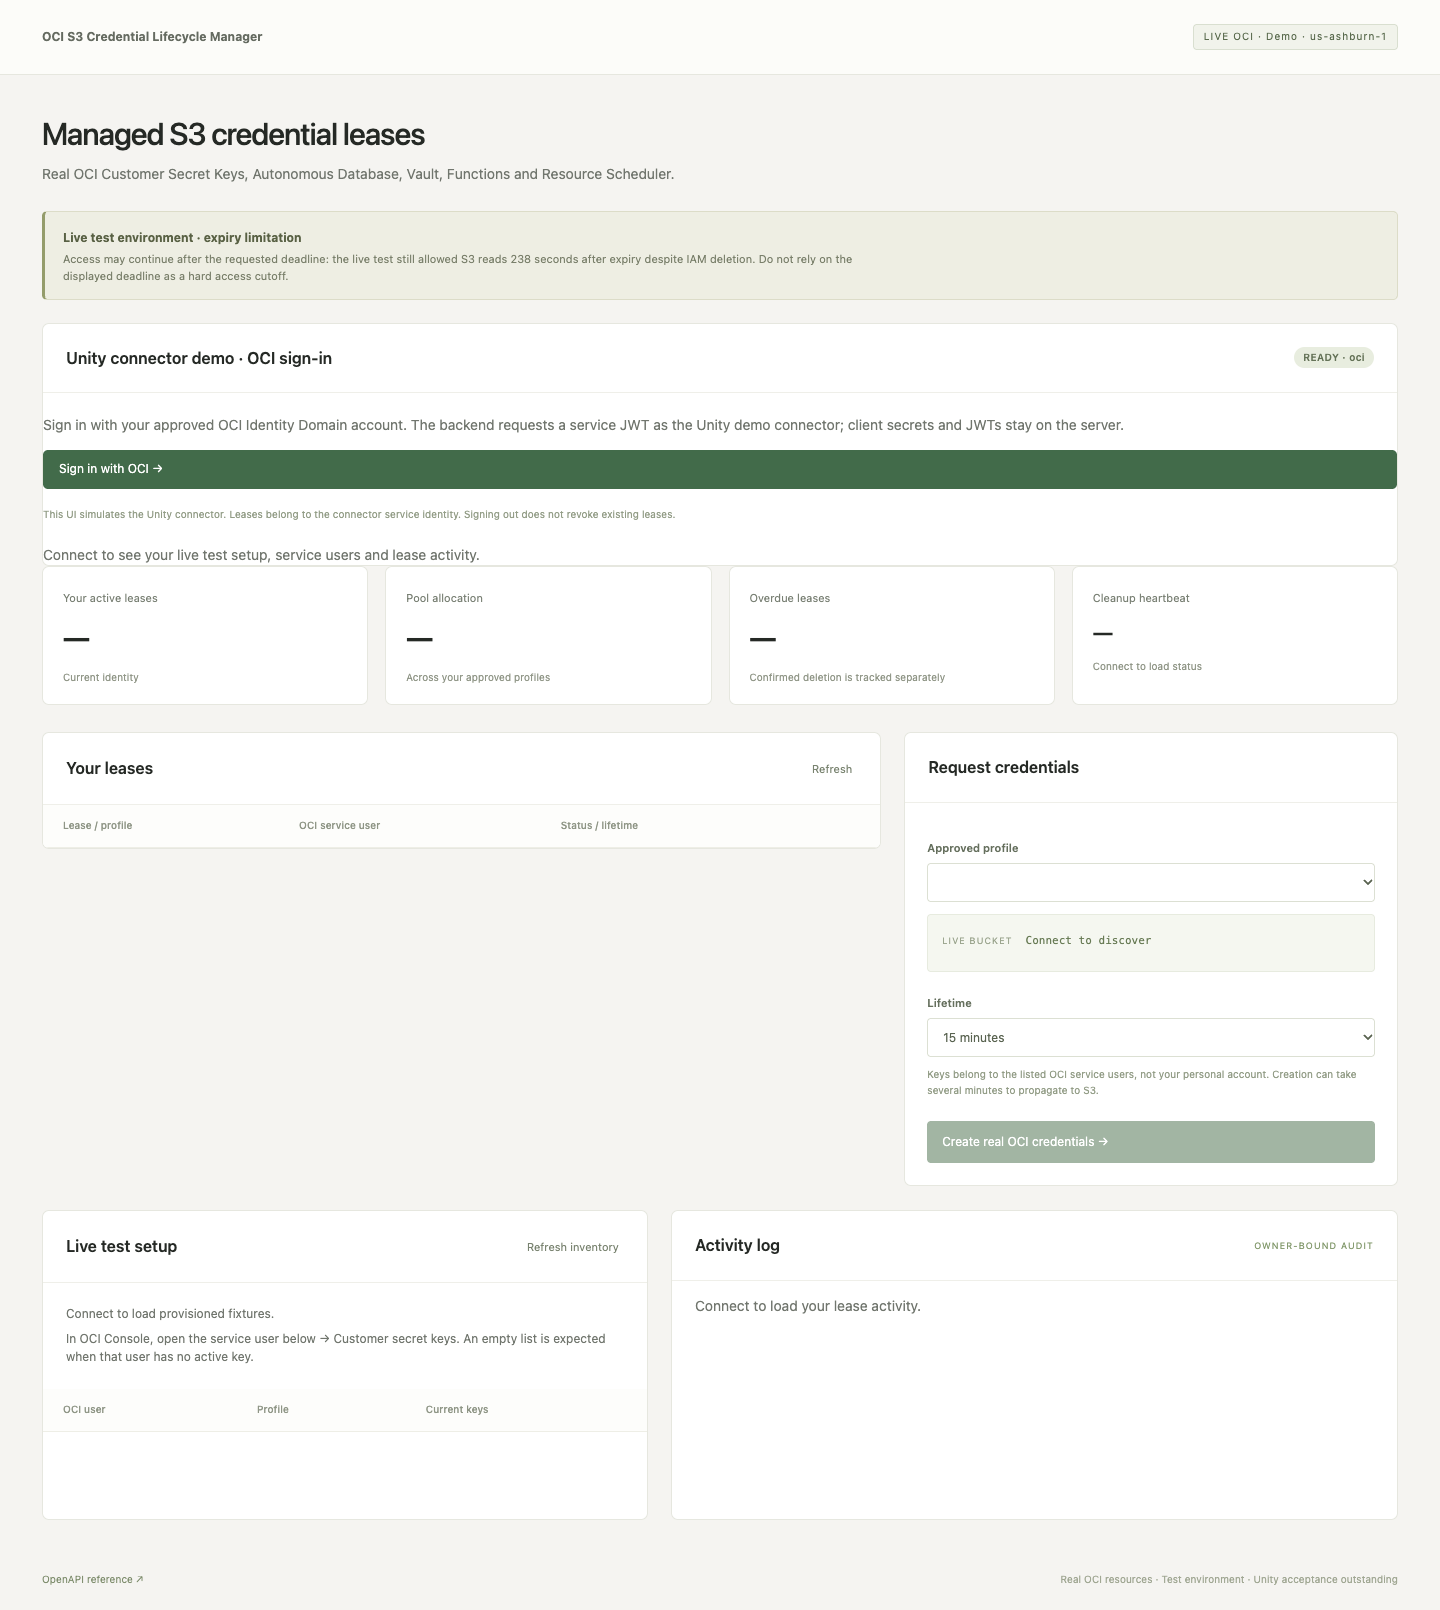 OCI S3 Credential Lifecycle Manager
LIVE OCI · Demo · us-ashburn-1
Managed S3 credential leases
Real OCI Customer Secret Keys, Autonomous Database, Vault, Functions and Resource Scheduler.
Live test environment · expiry limitation
Access may continue after the requested deadline: the live test still allowed S3 reads 238 seconds after expiry despite IAM deletion. Do not rely on the
displayed deadline as a hard access cutoff.
Unity connector demo · OCI sign-in
READY · oci
Sign in with your approved OCI Identity Domain account. The backend requests a service JWT as the Unity demo connector; client secrets and JWTs stay on the server.
Sign in with OCI →
This UI simulates the Unity connector. Leases belong to the connector service identity. Signing out does not revoke existing leases.
Connect to see your live test setup, service users and lease activity.
Your active leases
—
Current identity
Pool allocation
—
Across your approved profiles
Overdue leases
—
Confirmed deletion is tracked separately
Cleanup heartbeat
—
Connect to load status
Your leases
Refresh
Lease / profile
OCI service user
Status / lifetime
Request credentials
Approved profile
LIVE BUCKET Connect to discover
Lifetime
15 minutes
Keys belong to the listed OCI service users, not your personal account. Creation can take
several minutes to propagate to S3.
Create real OCI credentials →
Live test setup
Refresh inventory
Connect to load provisioned fixtures.
In OCI Console, open the service user below → Customer secret keys. An empty list is expected
when that user has no active key.
OCI user
Profile
Current keys
Activity log
OWNER-BOUND AUDIT
Connect to load your lease activity.
OpenAPI reference ↗
Real OCI resources · Test environment · Unity acceptance outstanding